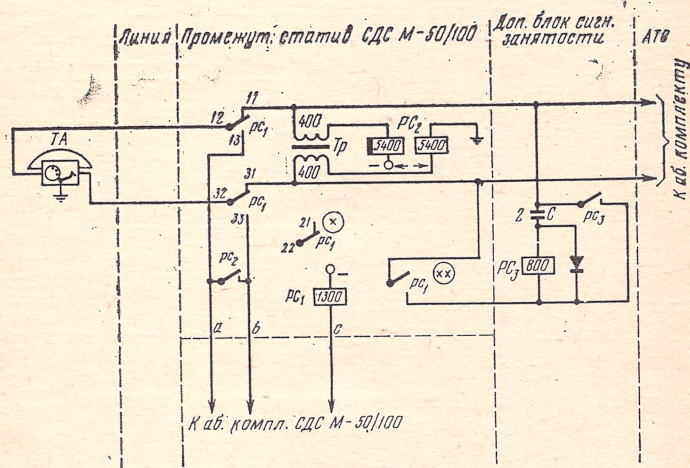 Линия
Промежут. статив СДС М-50/100
Доп. блок сигн.
занятости
АТС
К аб. комплекту
ТА
11
12
13
рс1
400
Тр
400
РС2
5400
5400
−
31
32
33
рс1
21
22
рс1
×
рс2
−
РС1
1300
рс1
××
2
С
рс3
РС3
800
а
b
с
К аб. компл. СДС М-50/100